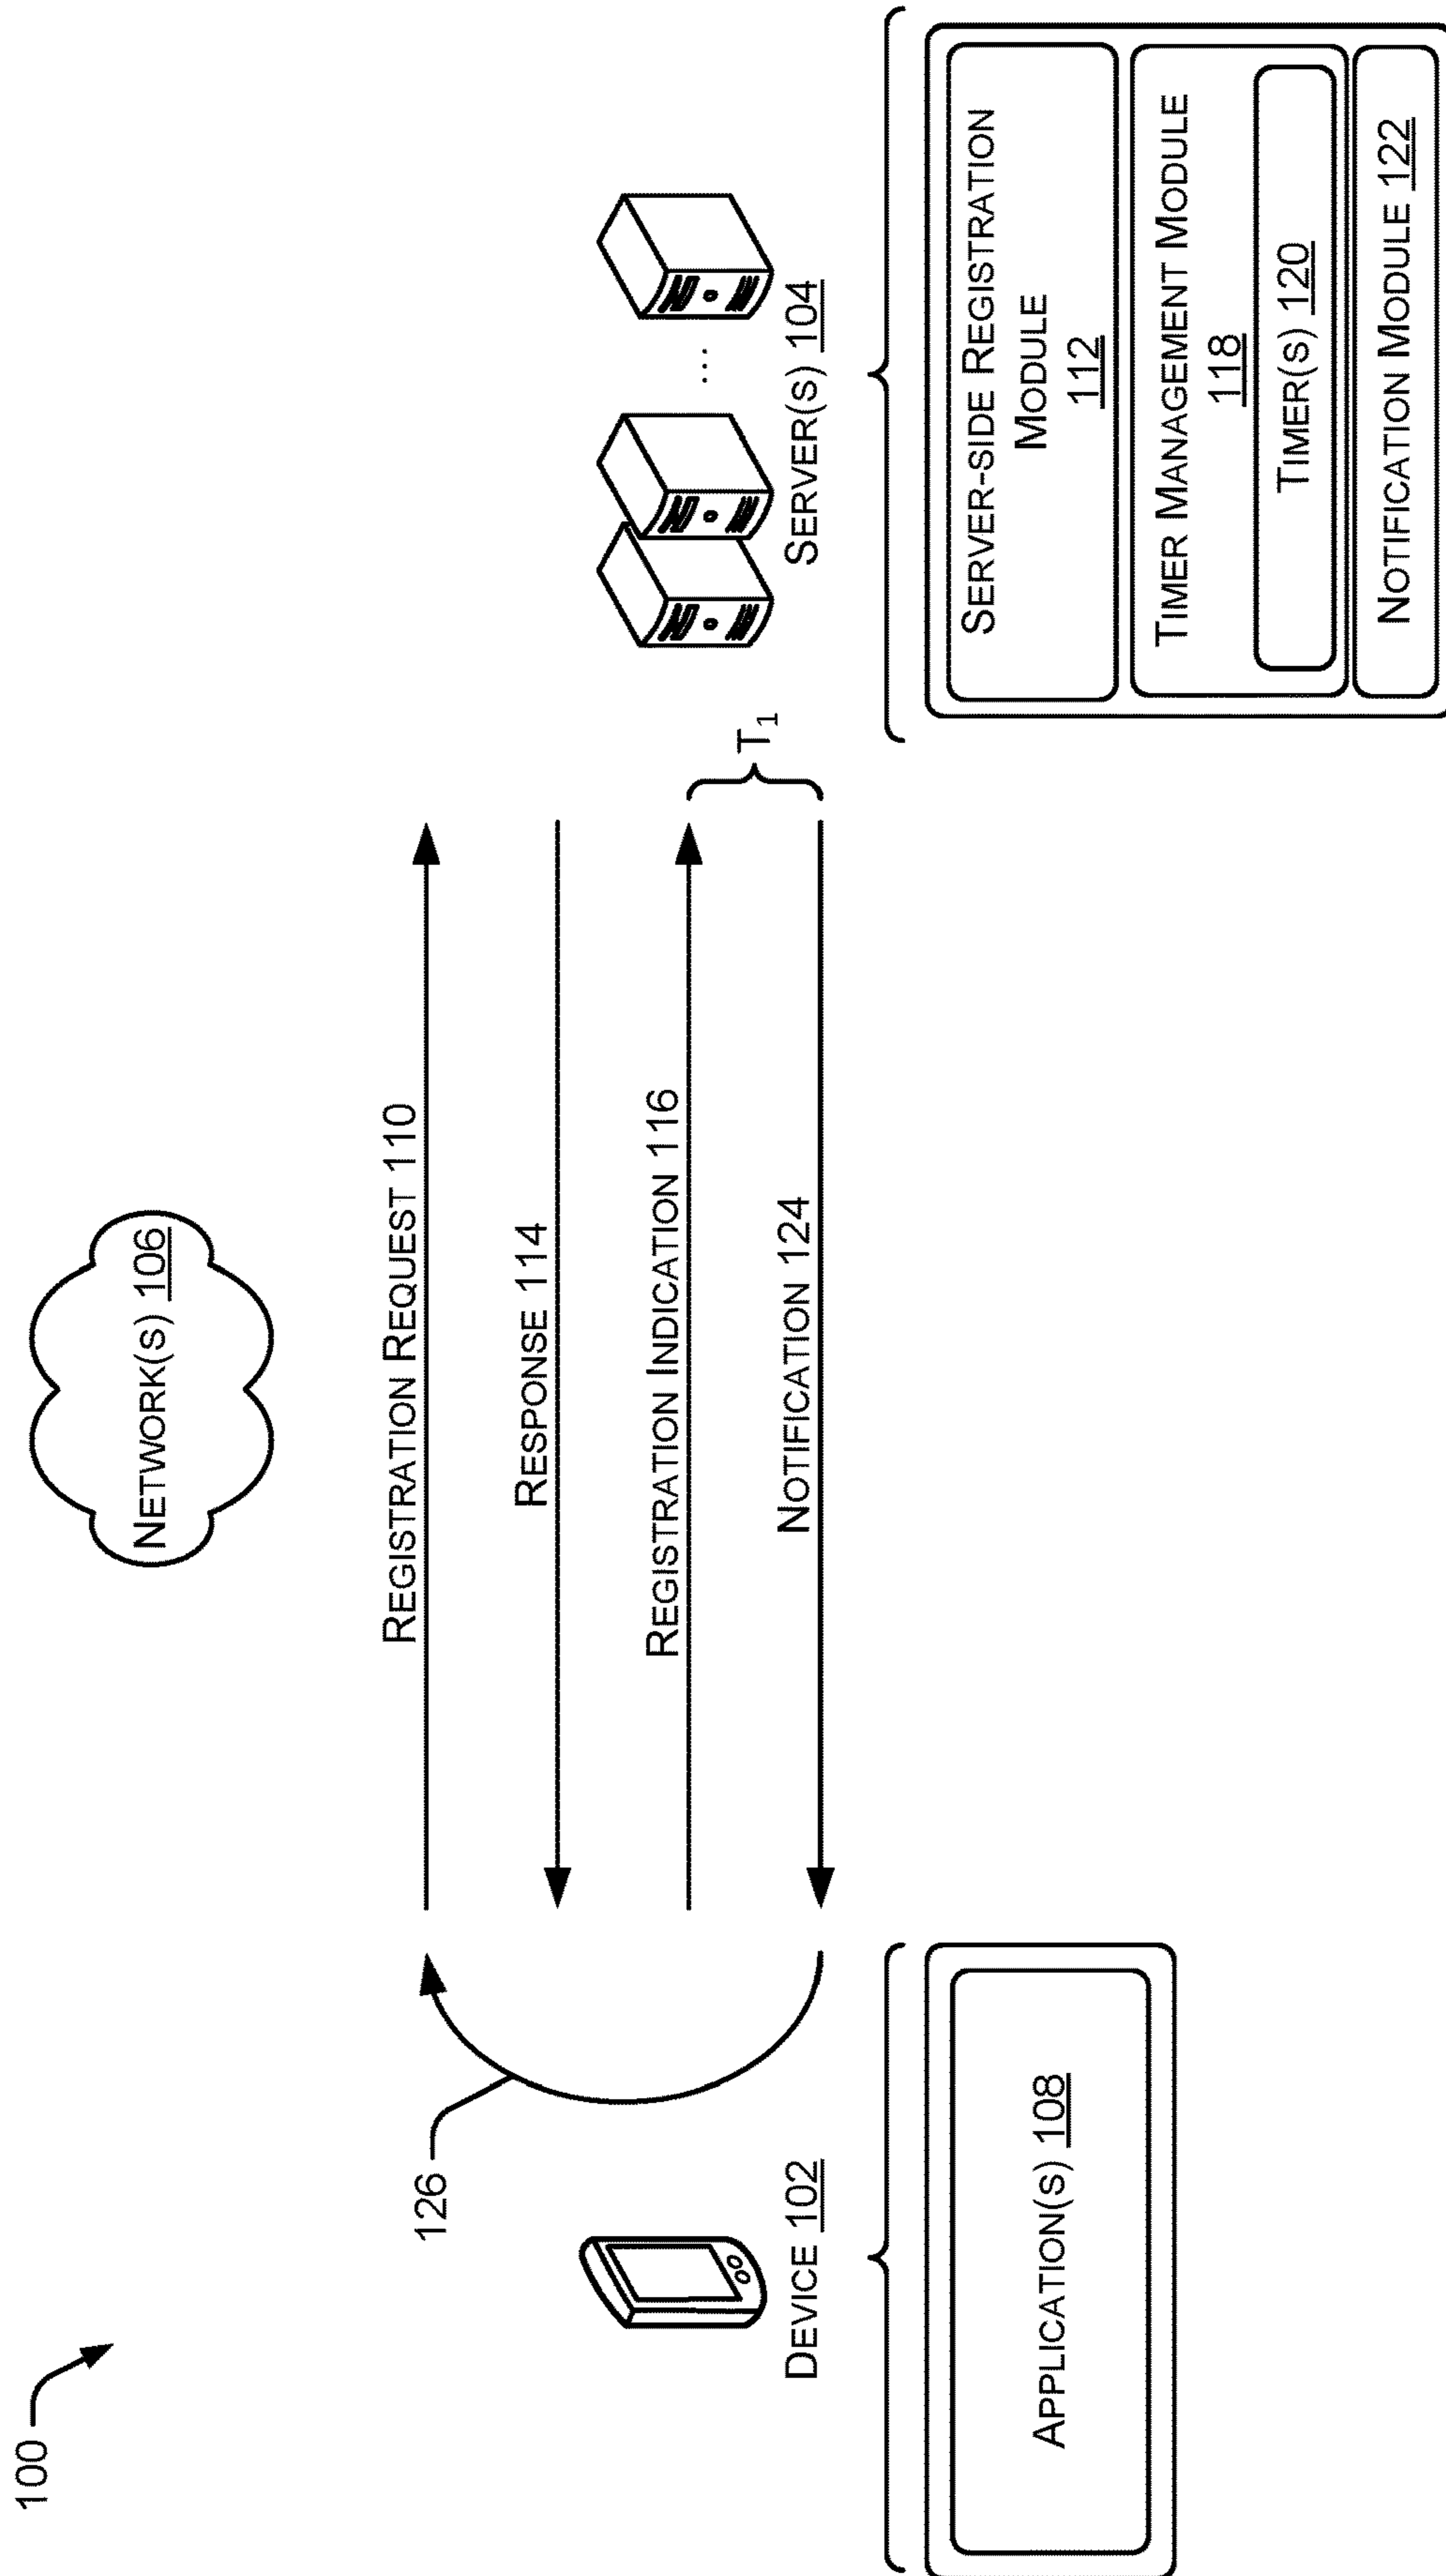 100
NETWORK(S) 106
REGISTRATION REQUEST 110
126
RESPONSE 114
REGISTRATION INDICATION 116
NOTIFICATION 124
T1
DEVICE 102
...
SERVER(S) 104
APPLICATION(S) 108
SERVER-SIDE REGISTRATION
MODULE
112
TIMER MANAGEMENT MODULE
118
TIMER(S) 120
NOTIFICATION MODULE 122